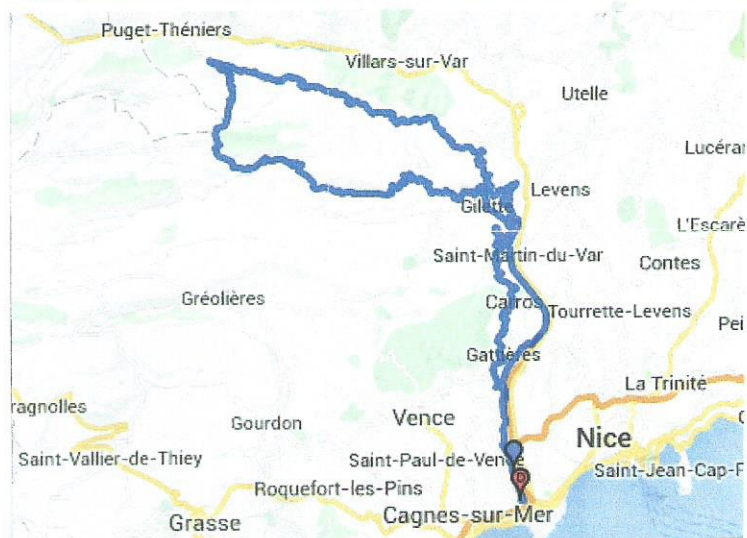 Puget-Théniers
Villars-sur-Var
Utelle
Lucéra
Levens
Gilette
L'Escarè
Saint-Martin-du-Var
Contes
Gréolières
Carros
Tourrette-Levens
Pei
Gattières
La Trinité
ragnolles
Gourdon
Vence
Nice
Saint-Vallier-de-Thiey
Saint-Paul-de-Vence
Saint-Jean-Cap-F
Roquefort-les-Pins
Grasse
Cagnes-sur-Mer